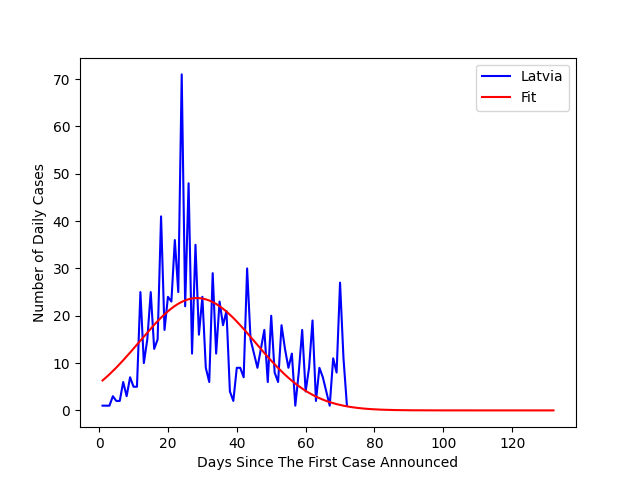 Latvia
Fit
70
60
50
40
30
20
10
0
Number of Daily Cases
0 20 40 60 80 100 120
Days Since The First Case Announced